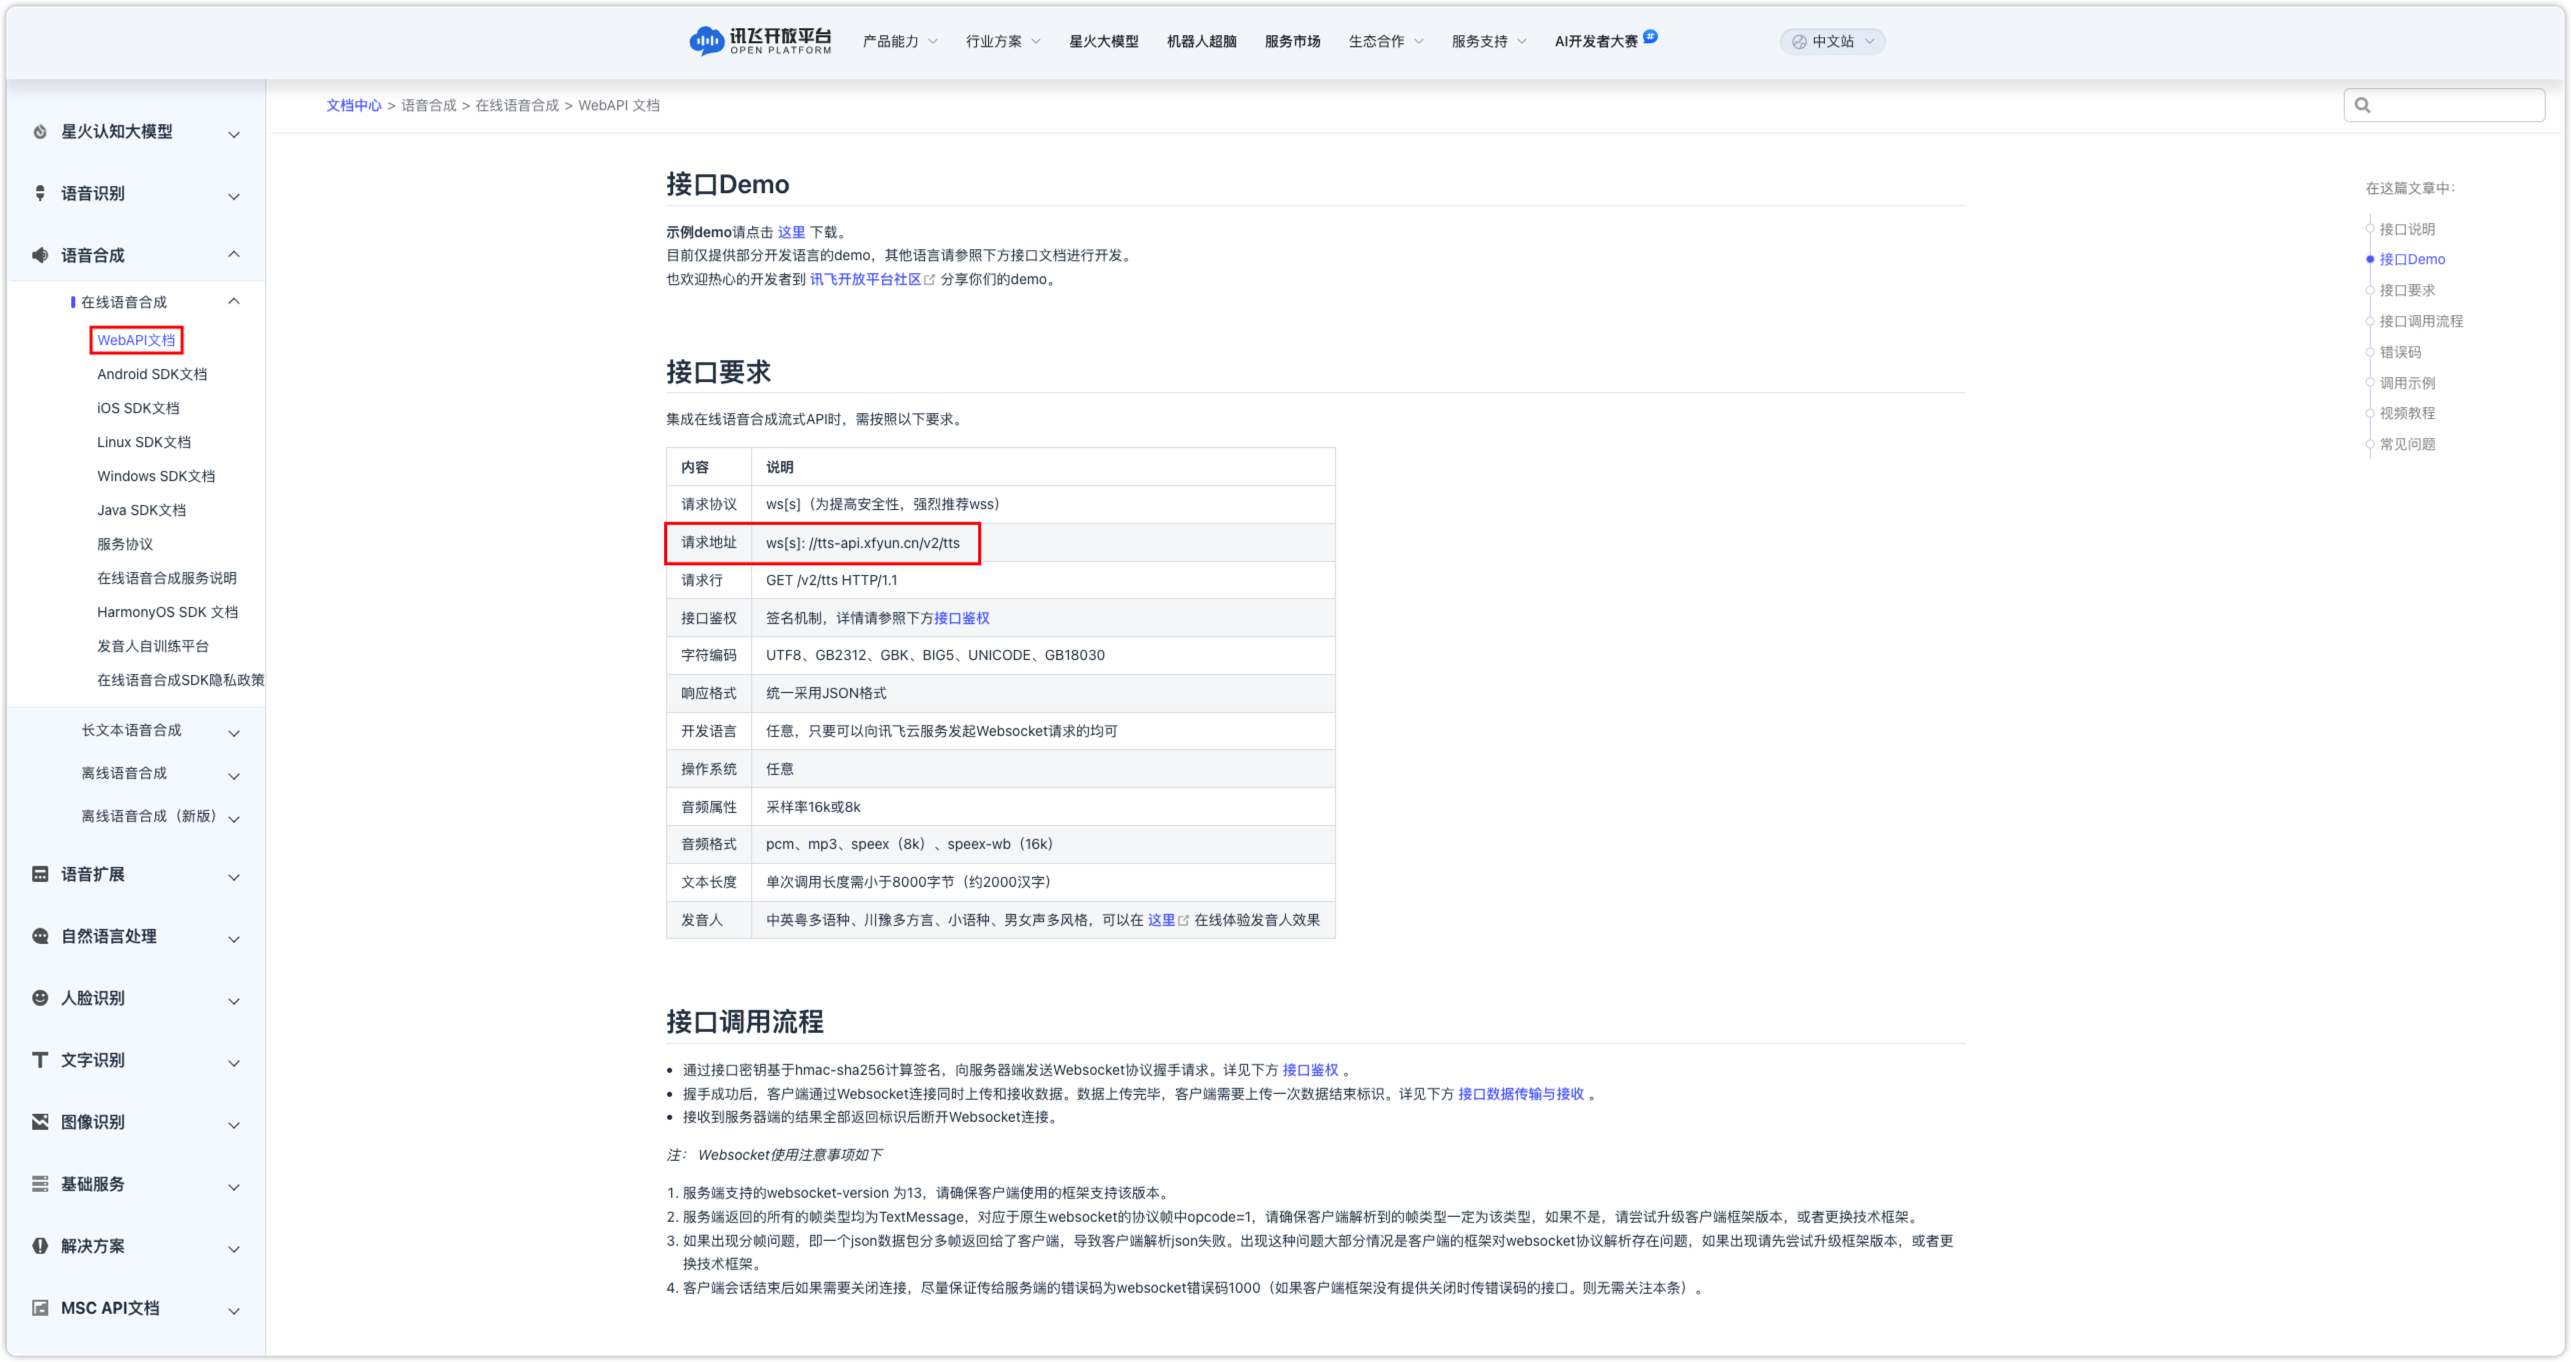 讯飞开放平台
OPEN PLATFORM
产品能力
行业方案
星火大模型
机器人超脑
服务市场
生态合作
服务支持
AI开发者大赛
#
中文站
文档中心 > 语音合成 > 在线语音合成 > WebAPI 文档
星火认知大模型
语音识别
语音合成
在线语音合成
WebAPI文档
Android SDK文档
iOS SDK文档
Linux SDK文档
Windows SDK文档
Java SDK文档
服务协议
在线语音合成服务说明
HarmonyOS SDK 文档
发音人自训练平台
在线语音合成SDK隐私政策
长文本语音合成
离线语音合成
离线语音合成（新版）
语音扩展
自然语言处理
人脸识别
文字识别
图像识别
基础服务
解决方案
MSC API文档
接口Demo
示例demo请点击 这里 下载。
目前仅提供部分开发语言的demo，其他语言请参照下方接口文档进行开发。
也欢迎热心的开发者到 讯飞开放平台社区 分享你们的demo。
接口要求
集成在线语音合成流式API时，需按照以下要求。
内容 说明
请求协议 ws[s]（为提高安全性，强烈推荐wss）
请求地址 ws[s]: //tts-api.xfyun.cn/v2/tts
请求行 GET /v2/tts HTTP/1.1
接口鉴权 签名机制，详情请参照下方接口鉴权
字符编码 UTF8、GB2312、GBK、BIG5、UNICODE、GB18030
响应格式 统一采用JSON格式
开发语言 任意，只要可以向讯飞云服务发起Websocket请求的均可
操作系统 任意
音频属性 采样率16k或8k
音频格式 pcm、mp3、speex（8k）、speex-wb（16k）
文本长度 单次调用长度需小于8000字节（约2000汉字）
发音人 中英粤多语种、川豫多方言、小语种、男女声多风格，可以在 这里 在线体验发音人效果
接口调用流程
• 通过接口密钥基于hmac-sha256计算签名，向服务器端发送Websocket协议握手请求。详见下方 接口鉴权 。
• 握手成功后，客户端通过Websocket连接同时上传和接收数据。数据上传完毕，客户端需要上传一次数据结束标识。详见下方 接口数据传输与接收 。
• 接收到服务器端的结果全部返回标识后断开Websocket连接。
注： Websocket使用注意事项如下
1. 服务端支持的websocket-version 为13，请确保客户端使用的框架支持该版本。
2. 服务端返回的所有的帧类型均为TextMessage，对应于原生websocket的协议帧中opcode=1，请确保客户端解析到的帧类型一定为该类型，如果不是，请尝试升级客户端框架版本，或者更换技术框架。
3. 如果出现分帧问题，即一个json数据包分多帧返回给了客户端，导致客户端解析json失败。出现这种问题大部分情况是客户端的框架对websocket协议解析存在问题，如果出现请先尝试升级框架版本，或者更
换技术框架。
4. 客户端会话结束后如果需要关闭连接，尽量保证传给服务端的错误码为websocket错误码1000（如果客户端框架没有提供关闭时传错误码的接口。则无需关注本条）。
在这篇文章中：
接口说明
接口Demo
接口要求
接口调用流程
错误码
调用示例
视频教程
常见问题